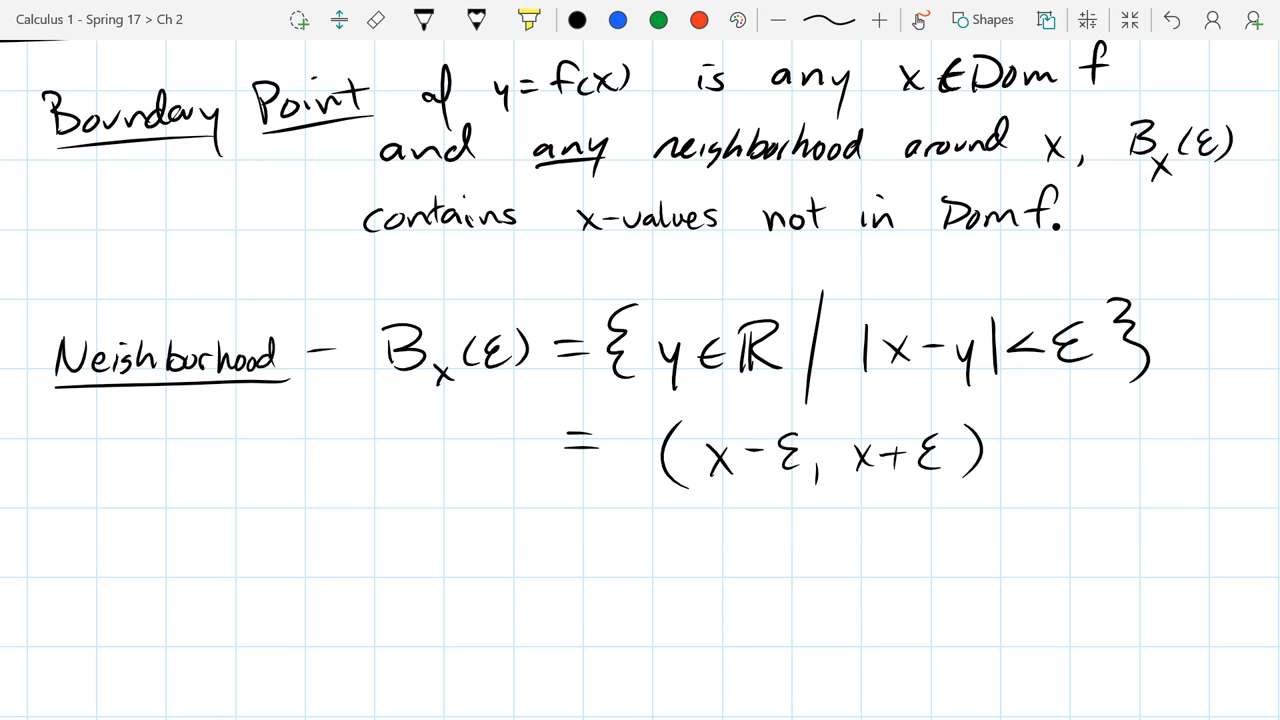 Calculus 1 - Spring 17 > Ch 2
Shapes
Boundary Point of y=f(x) is any x∈Dom f
and any neighborhood around x, Bₓ(ε)
contains x-values not in Dom f.
Neighborhood - Bₓ(ε) = { y∈ℝ / |x-y|<ε }
= (x-ε, x+ε)